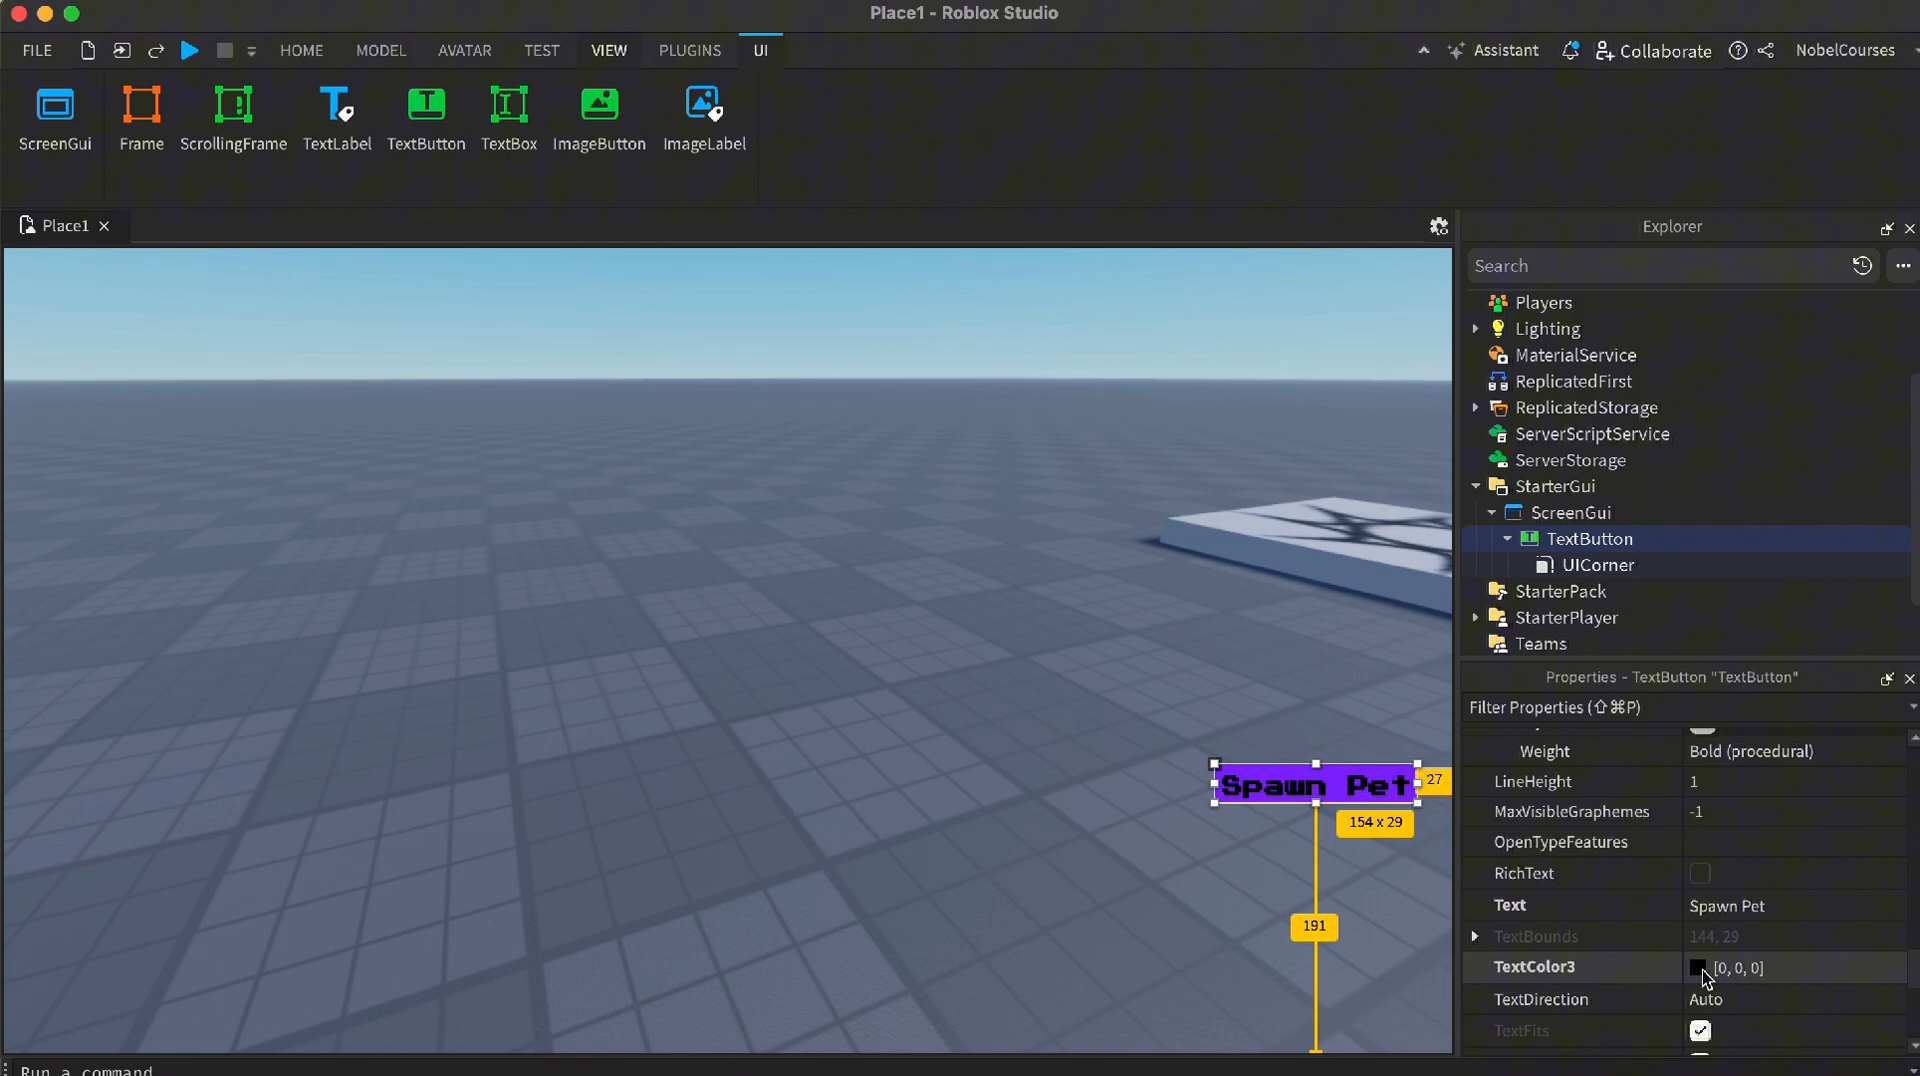 Place1 - Roblox Studio
FILE HOME MODEL AVATAR TEST VIEW PLUGINS UI Assistant Collaborate NobelCourses
ScreenGui Frame ScrollingFrame TextLabel TextButton TextBox ImageButton ImageLabel
Place1
Explorer
Search
Players
Lighting
MaterialService
ReplicatedFirst
ReplicatedStorage
ServerScriptService
ServerStorage
StarterGui
ScreenGui
TextButton
UICorner
StarterPack
StarterPlayer
Teams
Spawn Pet 27
154 x 29
191
Properties - TextButton "TextButton"
Filter Properties (⇧⌘P)
Weight Bold (procedural)
LineHeight 1
MaxVisibleGraphemes -1
OpenTypeFeatures
RichText
Text Spawn Pet
TextBounds 144, 29
TextColor3 [0, 0, 0]
TextDirection Auto
TextFits
Run a command